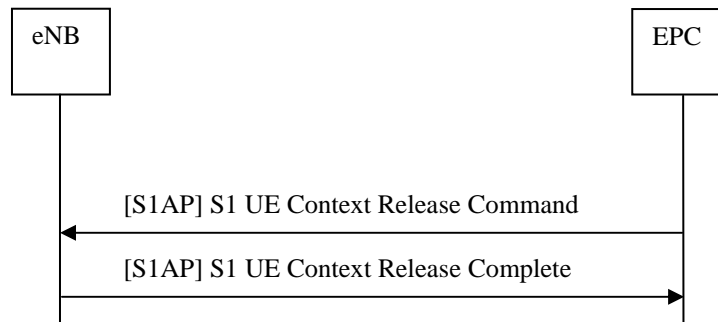 eNB
EPC
[S1AP] S1 UE Context Release Command
[S1AP] S1 UE Context Release Complete